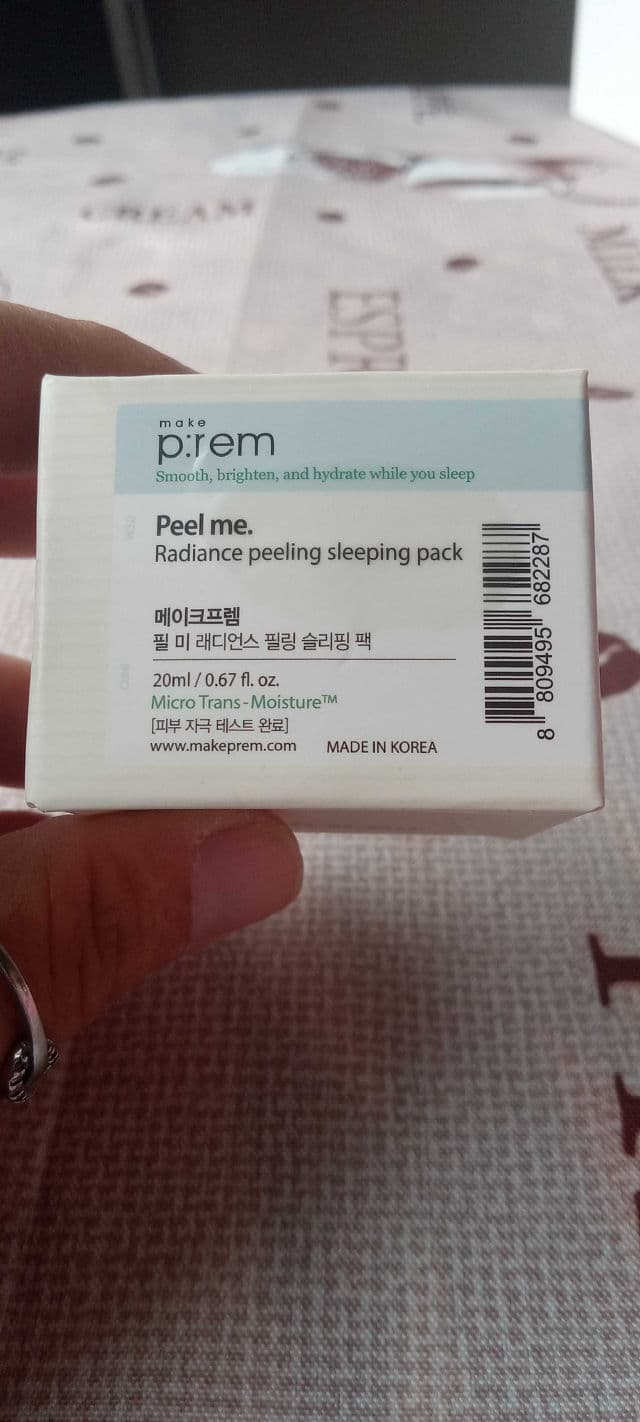 CREAM
MILK
make
p:rem
Smooth, brighten, and hydrate while you sleep
Peel me.
Radiance peeling sleeping pack
메이크프렘
필 미 래디언스 필링 슬리핑 팩
20ml / 0.67 fl. oz.
Micro Trans-Moisture™
[피부 자극 테스트 완료]
www.makeprem.com MADE IN KOREA
8 809495 682287